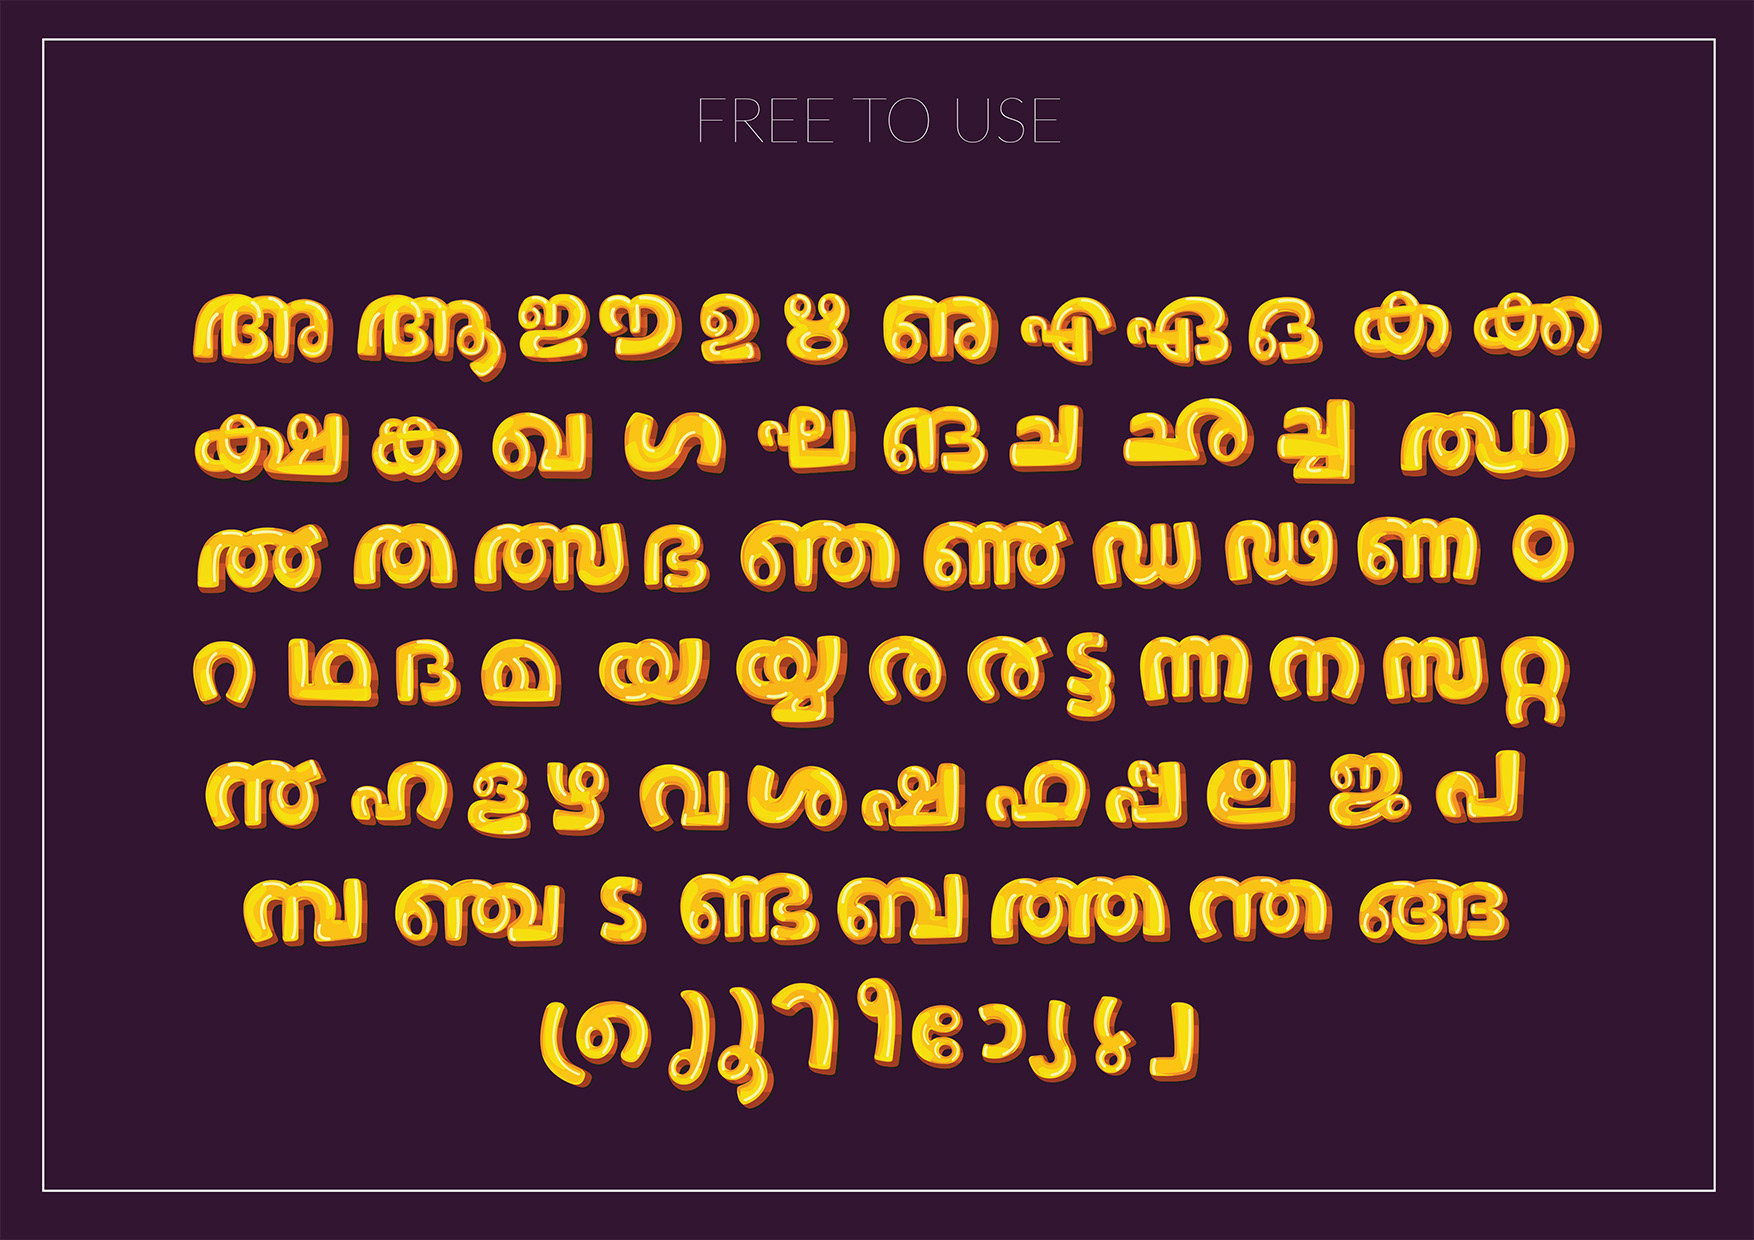 FREE TO USE
അ ആ ഇ റൗ ഉ ഋ ൺ എ ഏ ഒ ക ക്ത
ക്ഷ ങ്ക ഖ ഗ ഘ ങ ച ഹ്ന ച്ച ഝ
ൽ ത ത്സ ഭ ഞ ൺ ഡ ഢ ണ ഠ
റ ഥ ദ മ യ യ്യ ര ർ ട്ട ന്ന ന സ റ്റ
ൻ ഹ ള ഴ വ ശ ഷ ഫ പ്പ ല ജ പ
മ്പ ഞ്ച ട ണ്ട ബ ത്ത ന്ത ങ്ങ